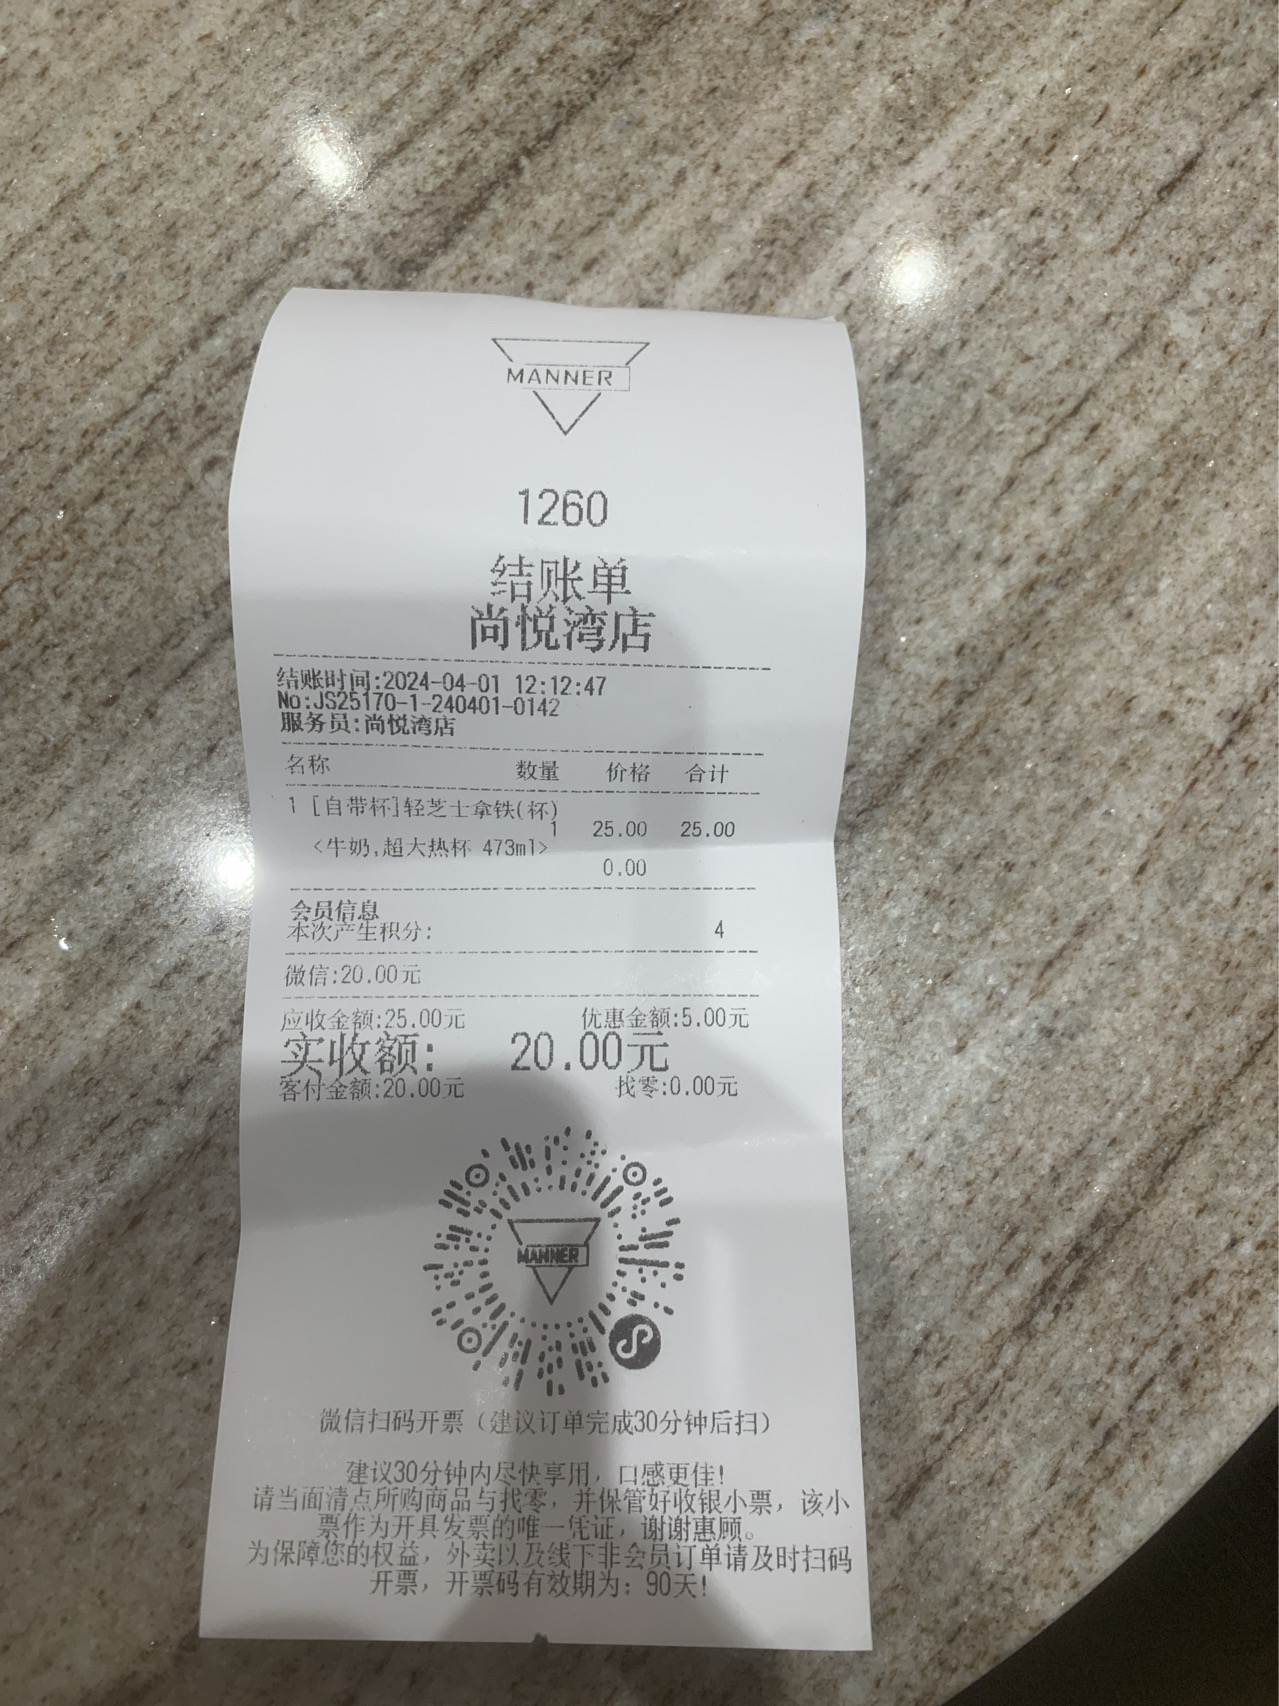 MANNER
1260
结账单
尚悦湾店
结账时间:2024-04-01 12:12:47
No:JS25170-1-240401-0142
服务员:尚悦湾店
名称 数量 价格 合计
1 [自带杯]轻芝士拿铁(杯)
1 25.00 25.00
<牛奶,超大热杯 473ml>
0.00
会员信息
本次产生积分: 4
微信:20.00元
应收金额:25.00元 优惠金额:5.00元
实收额: 20.00元
客付金额:20.00元 找零:0.00元
MANNER
微信扫码开票（建议订单完成30分钟后扫）
建议30分钟内尽快享用，口感更佳！
请当面清点所购商品与找零，并保管好收银小票，该小
票作为开具发票的唯一凭证，谢谢惠顾。
为保障您的权益，外卖以及线下非会员订单请及时扫码
开票，开票码有效期为：90天！